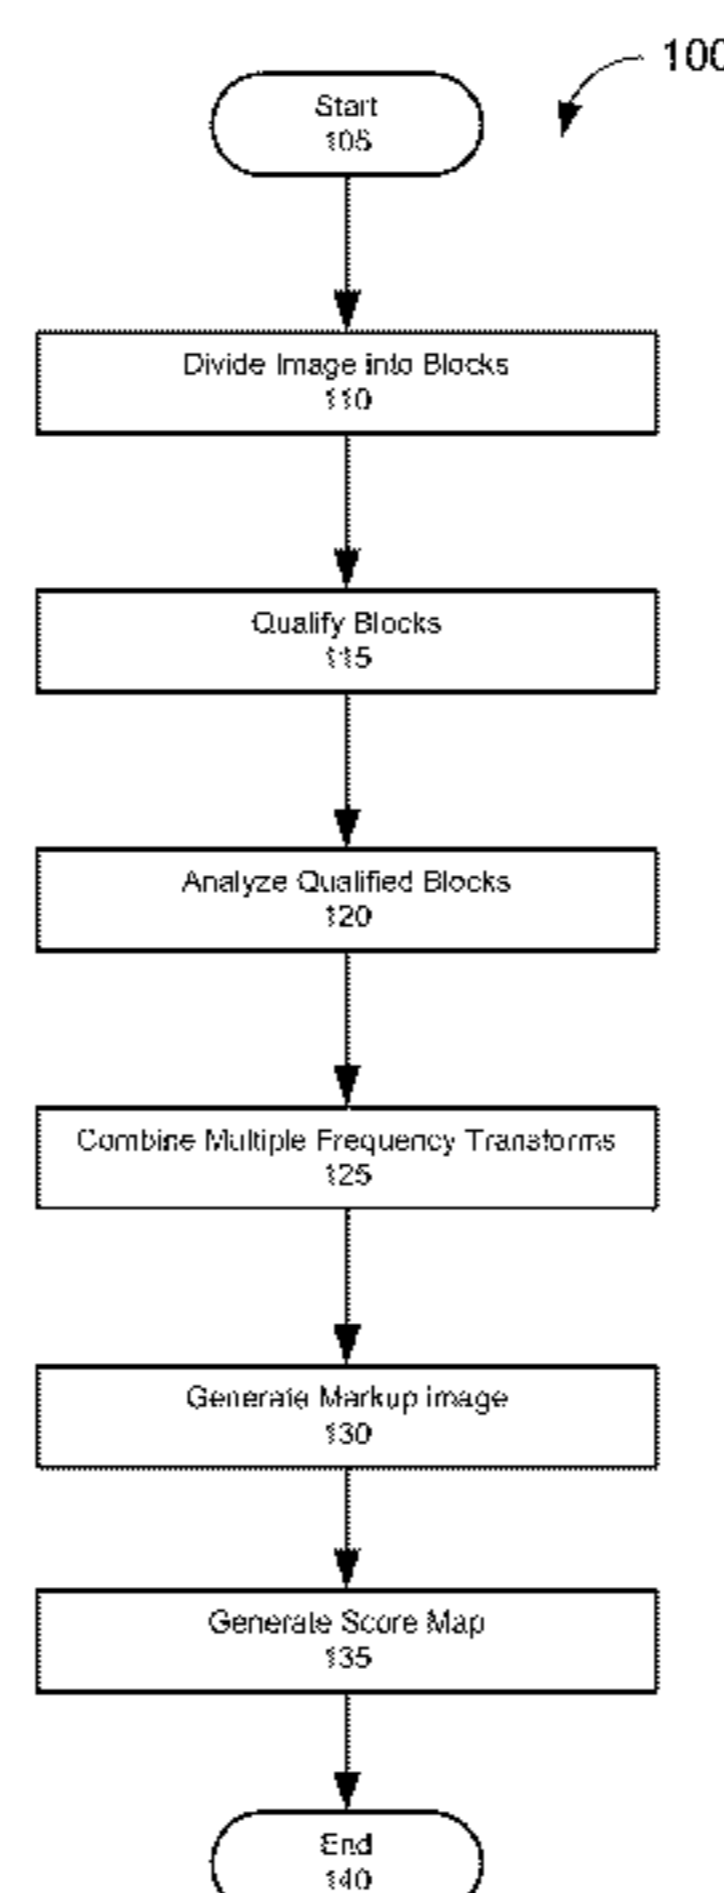 100
Start
105
Divide Image into Blocks
110
Qualify Blocks
115
Analyze Qualified Blocks
120
Combine Multiple Frequency Transforms
125
Generate Markup image
130
Generate Score Map
135
End
140